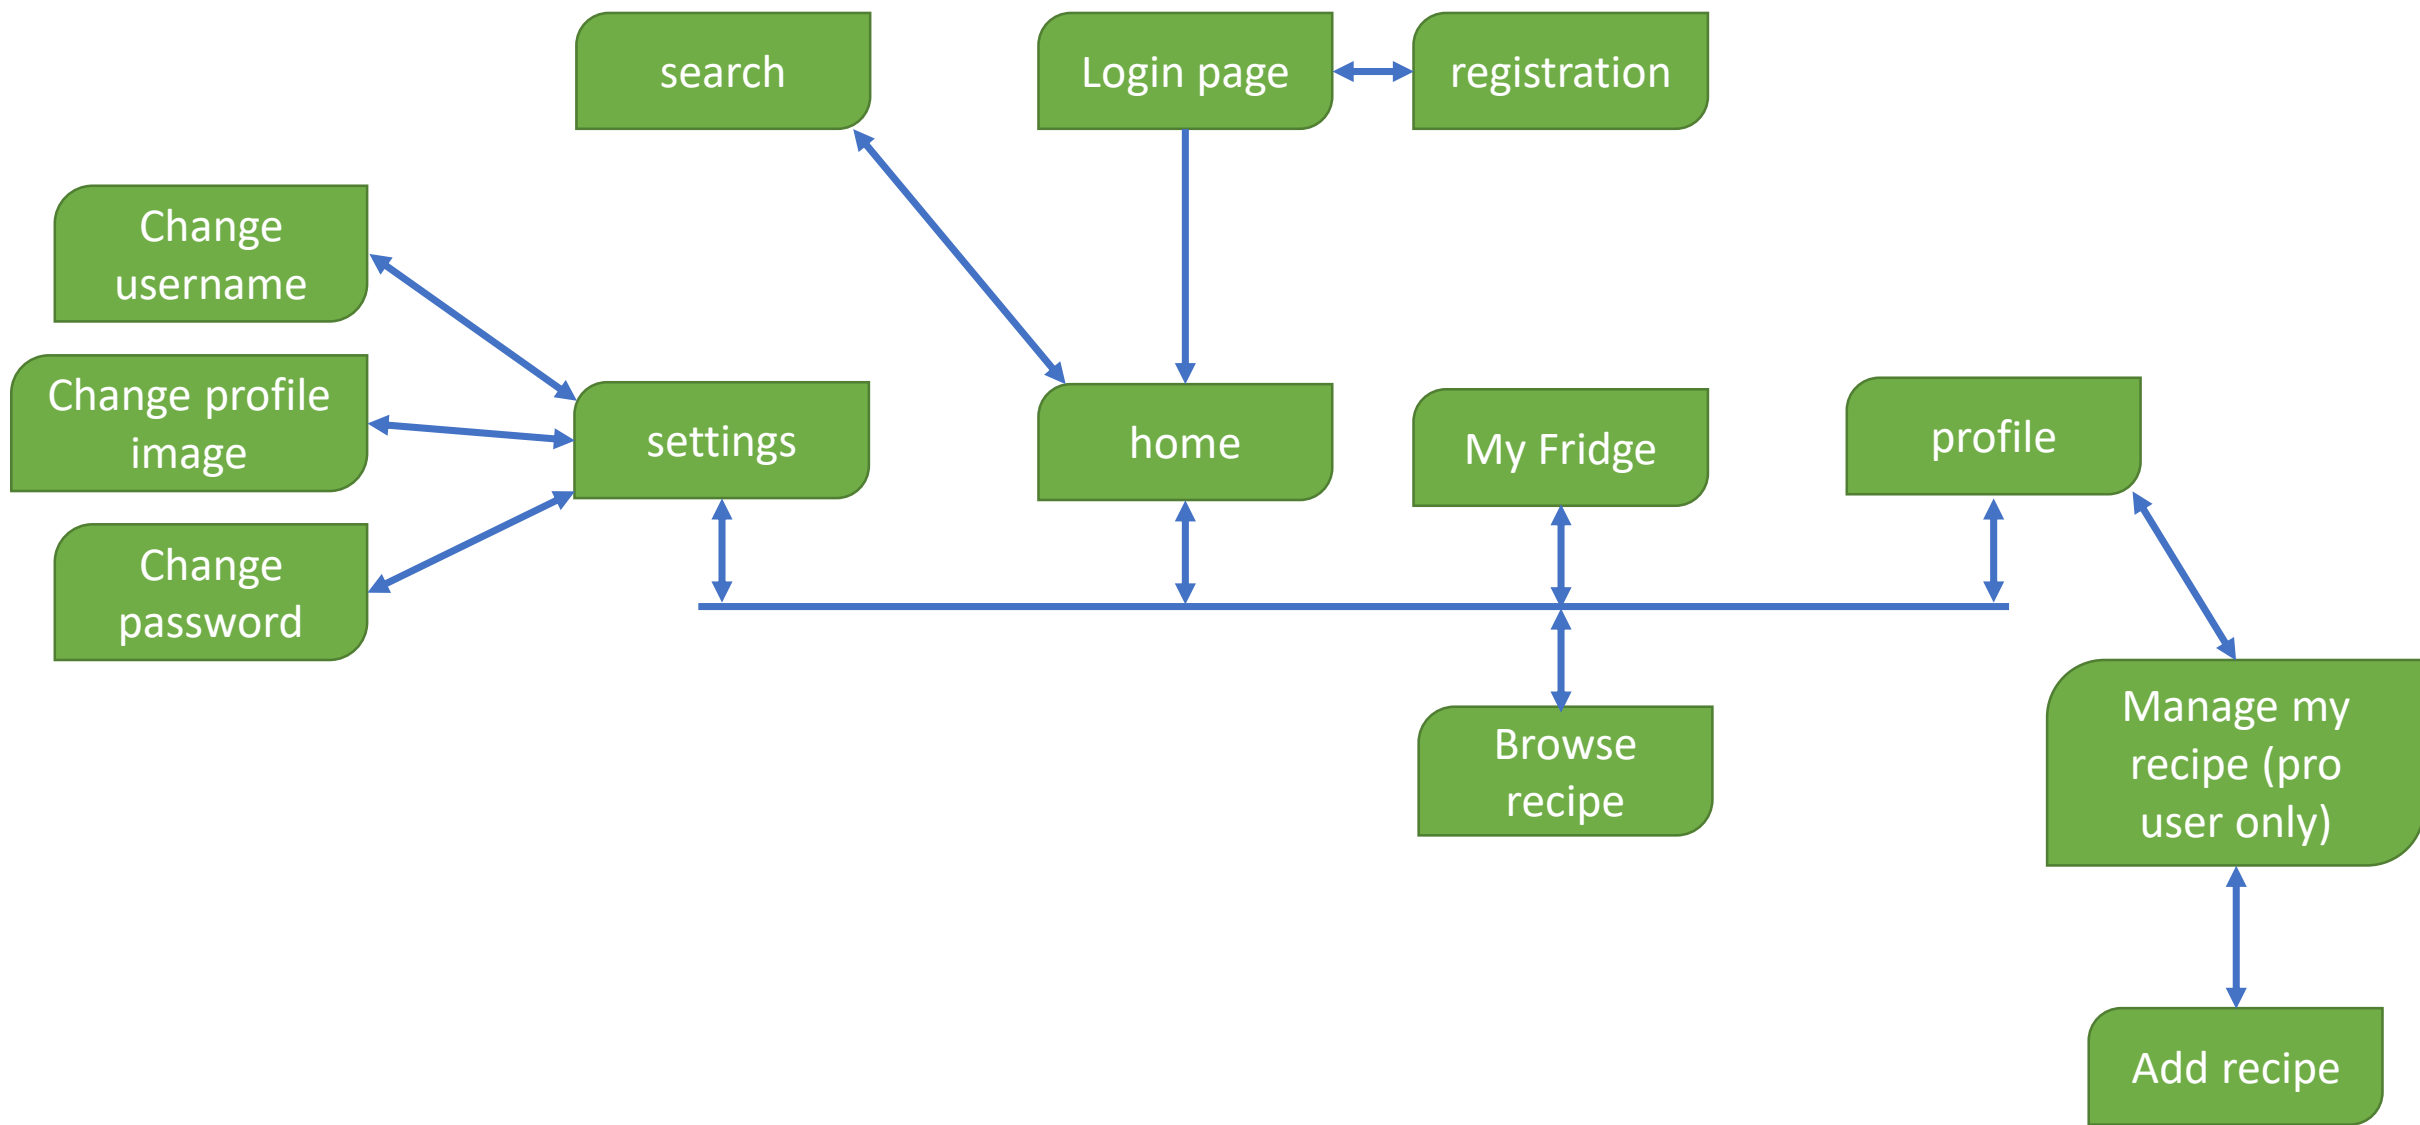 search
Login page
registration
Change
username
Change profile
image
Change
password
settings
home
My Fridge
profile
Browse
recipe
Manage my
recipe (pro
user only)
Add recipe